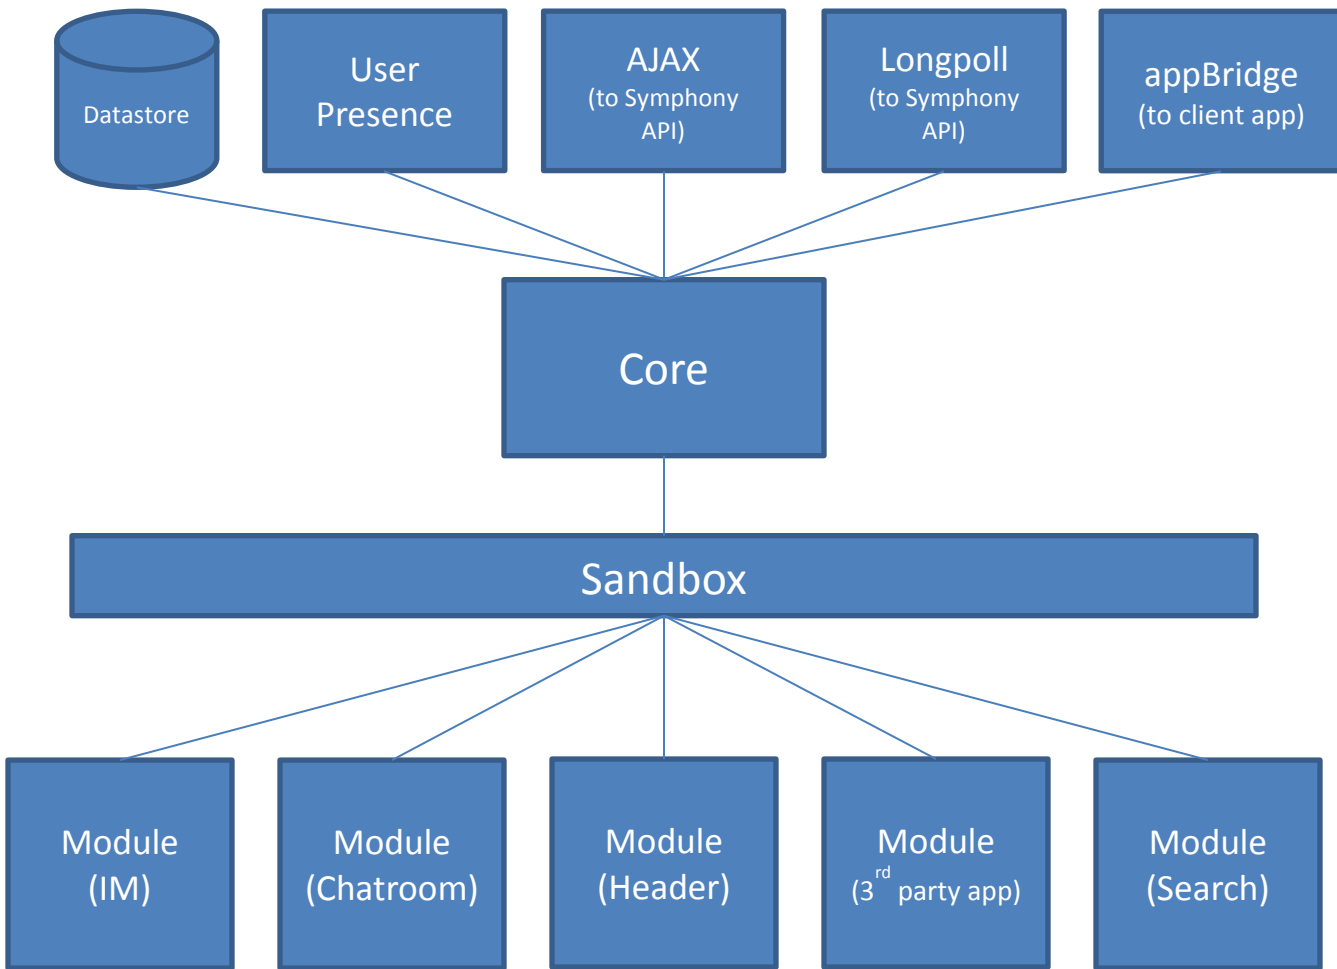 Datastore
User
Presence
AJAX
(to Symphony
API)
Longpoll
(to Symphony
API)
appBridge
(to client app)
Core
Sandbox
Module
(IM)
Module
(Chatroom)
Module
(Header)
Module
(3rd party app)
Module
(Search)